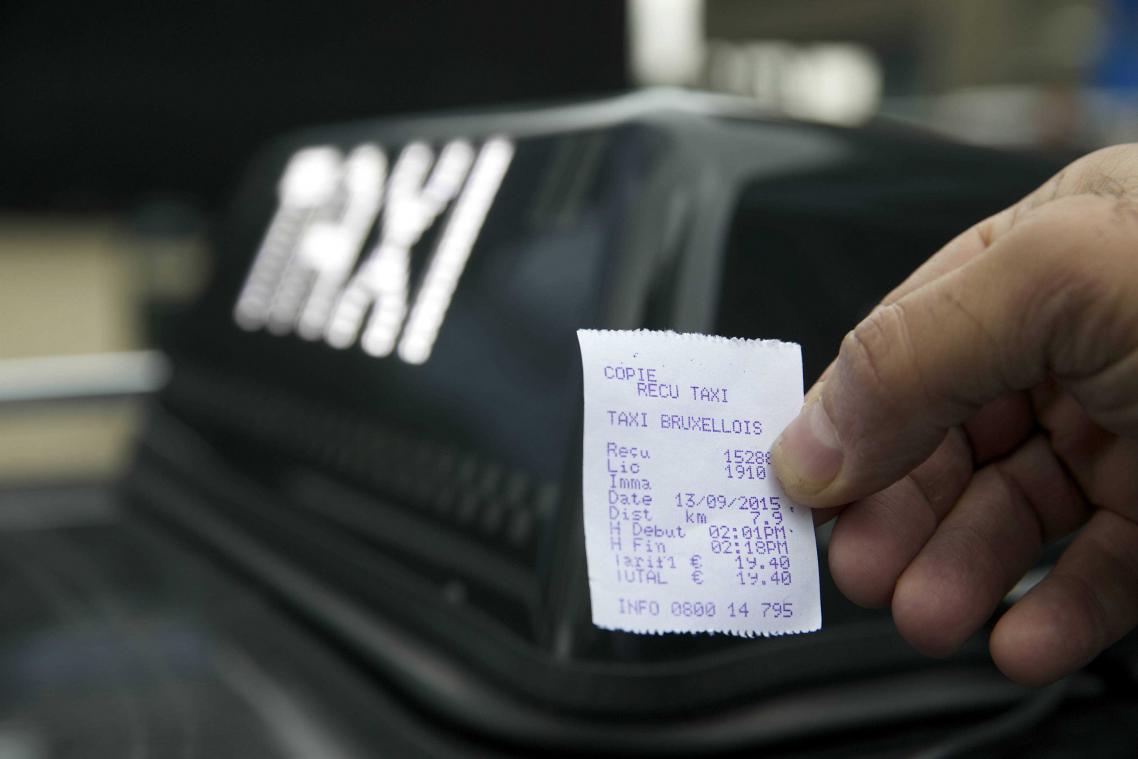 TAXI
COPIE
RECU TAXI
TAXI BRUXELLOIS
Reçu 15288
Lic 1910
Imma
Date 13/09/2015
Dist km 7.9
H Debut 02:01PM
H Fin 02:18PM
Tarif1 € 19.40
TOTAL € 19.40
INFO 0800 14 795